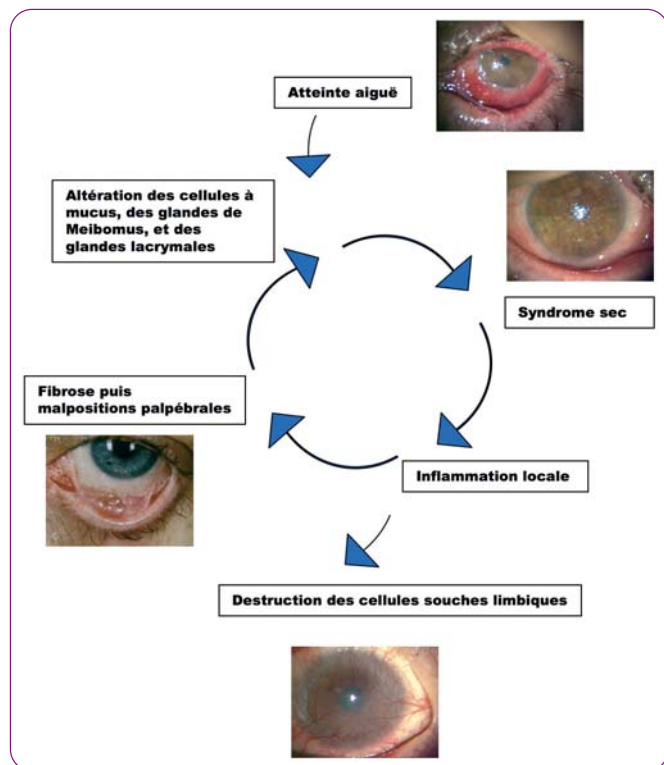 Atteinte aiguë
Altération des cellules à
mucus, des glandes de
Meibomus, et des
glandes lacrymales
Syndrome sec
Fibrose puis
malpositions palpébrales
Inflammation locale
Destruction des cellules souches limbiques